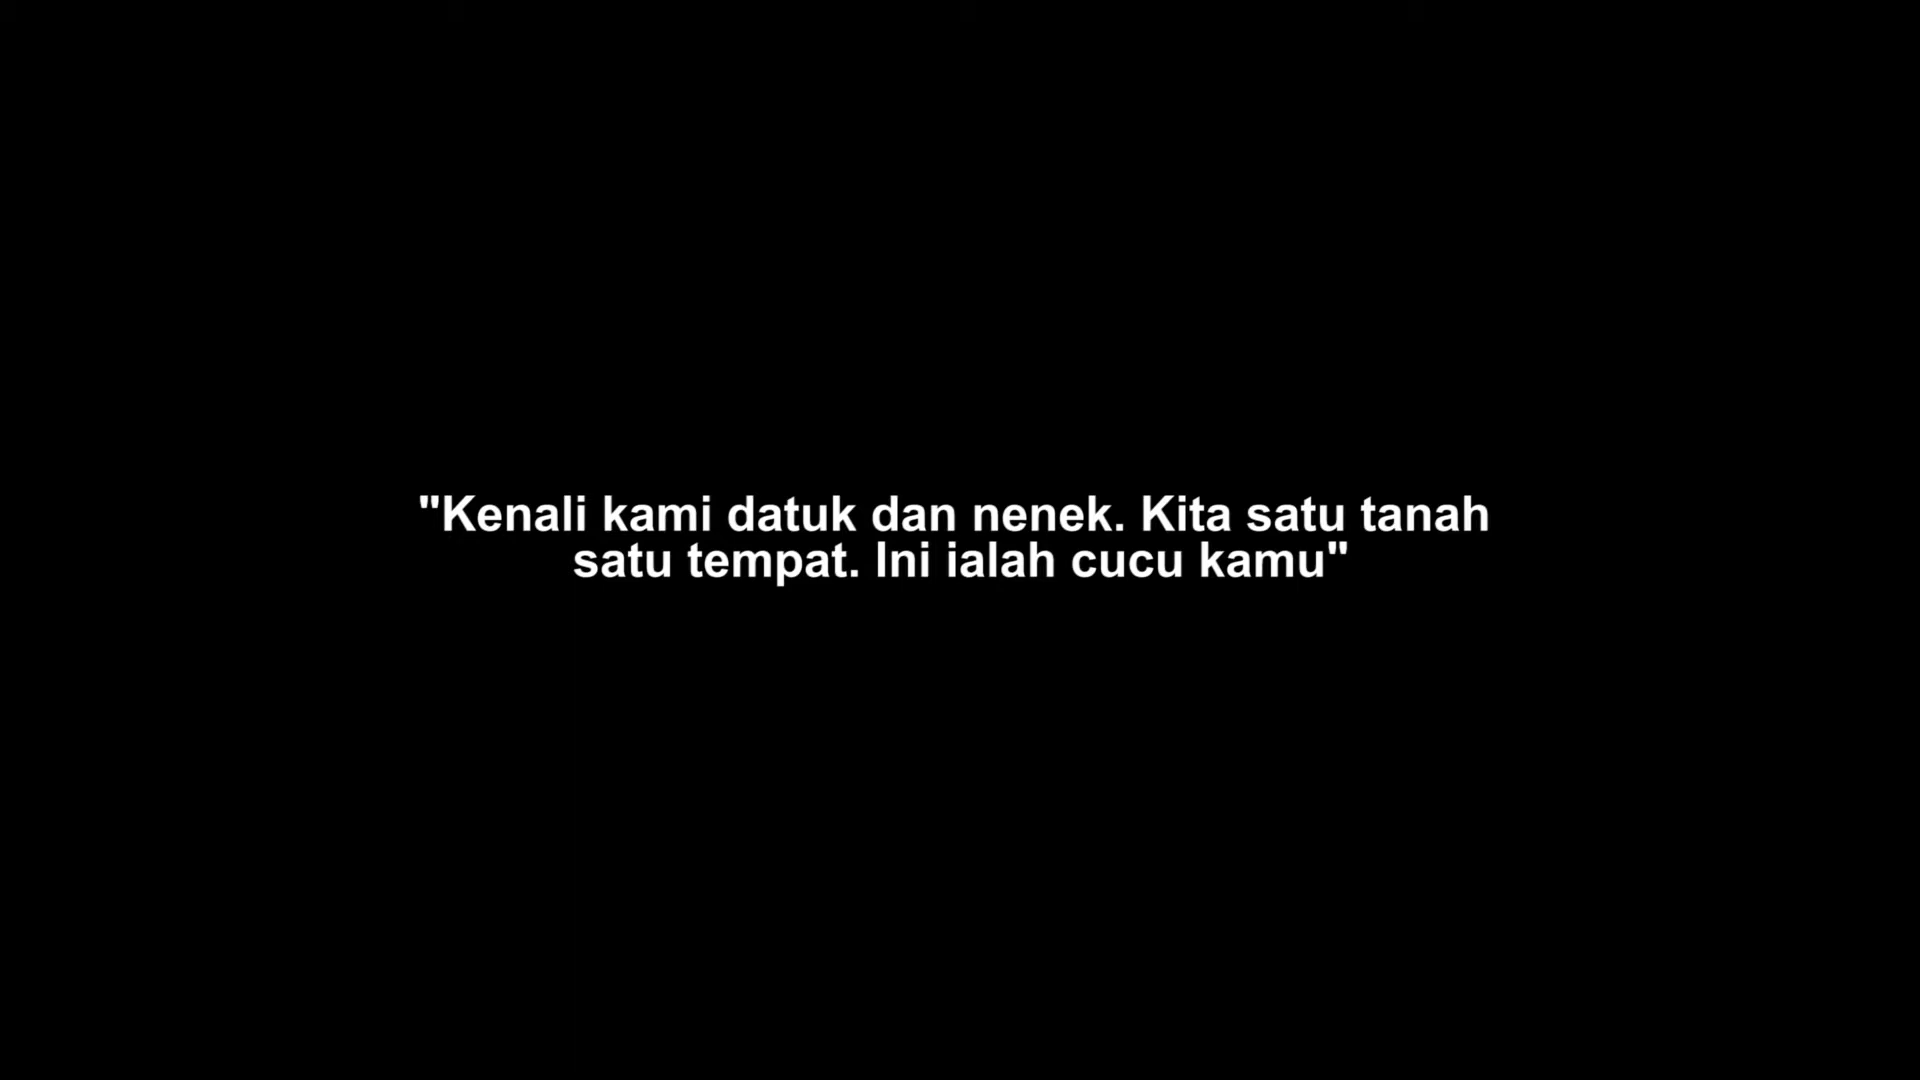 "Kenali kami datuk dan nenek. Kita satu tanah
satu tempat. Ini ialah cucu kamu"